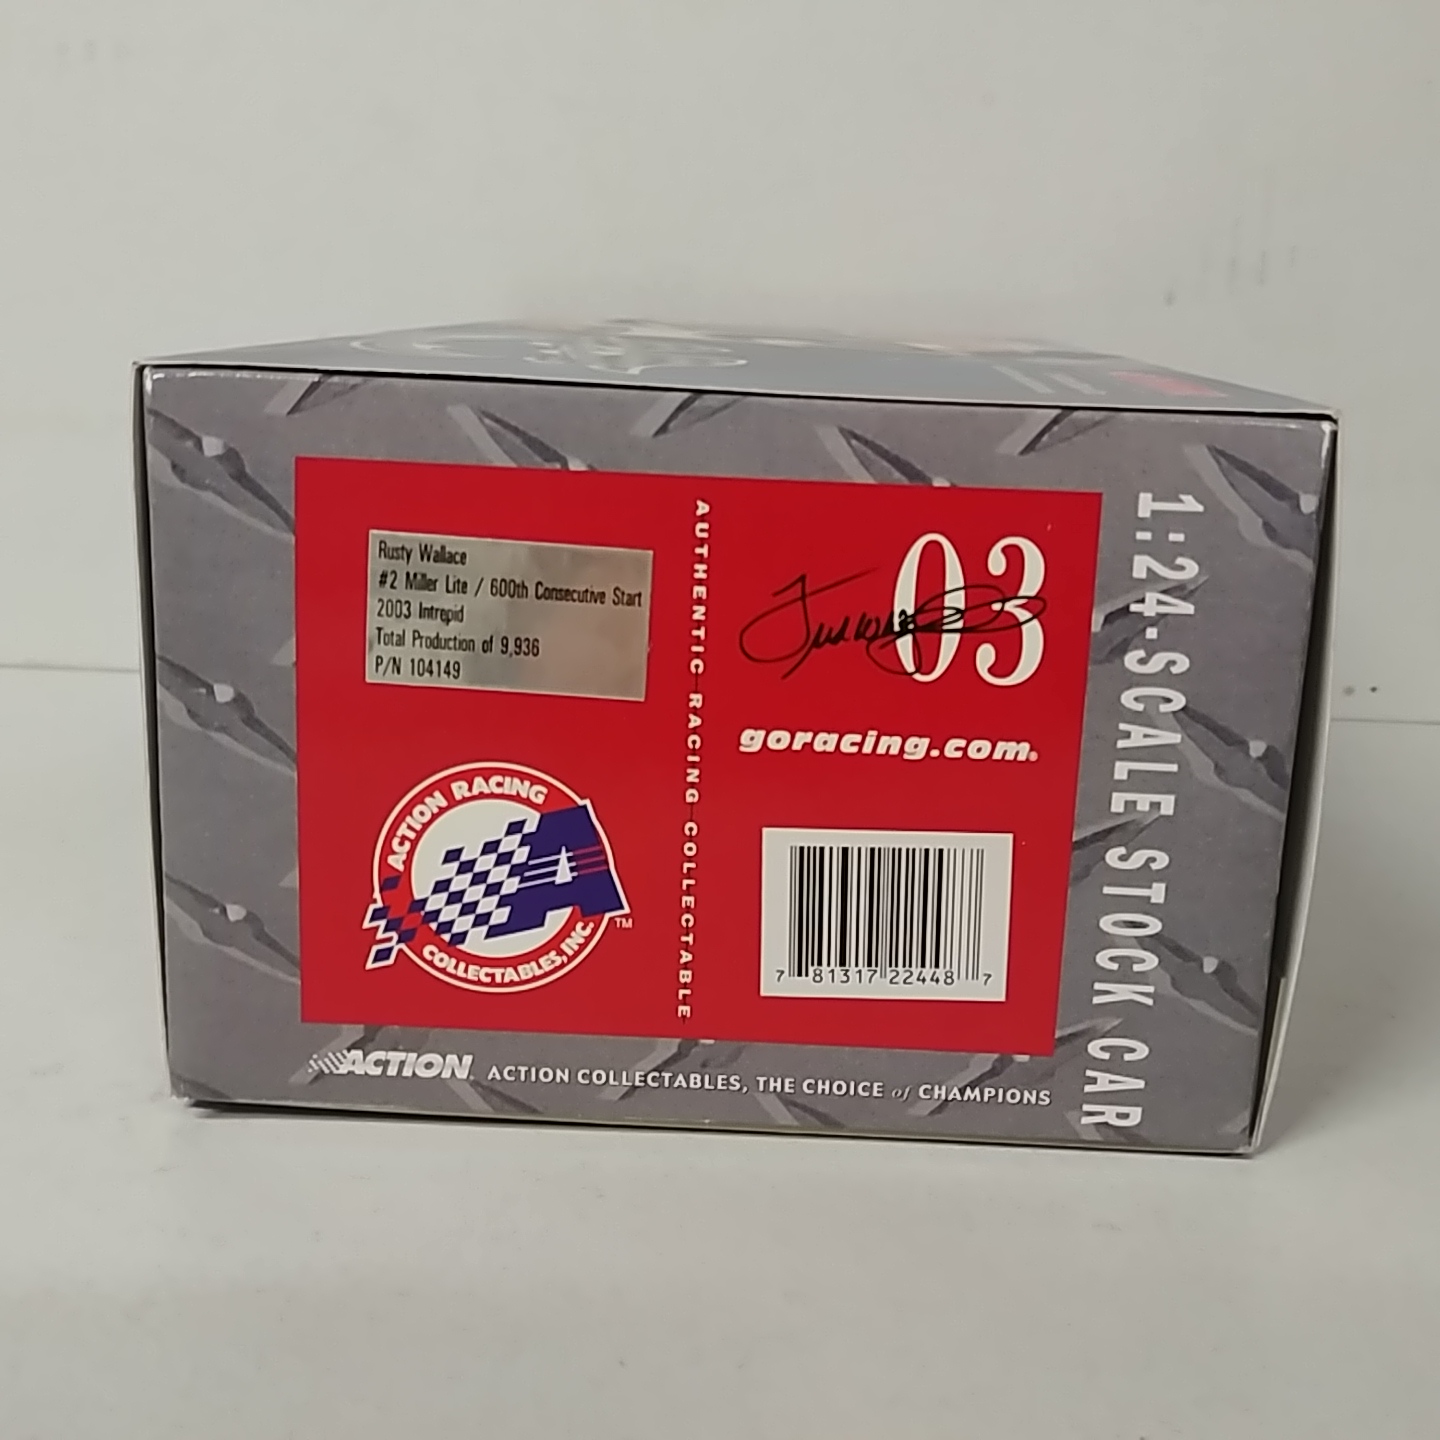 Rusty Wallace
#2 Miller Lite / 600th Consecutive Start
2003 Intrepid
Total Production of 9,936
P/N 104149
ACTION RACING
COLLECTABLES, INC.
TM
AUTHENTIC RACING COLLECTABLE
03
goracing.com
7 81317 22448 7
1:24-SCALE STOCK CAR
ACTION
ACTION COLLECTABLES, THE CHOICE of CHAMPIONS